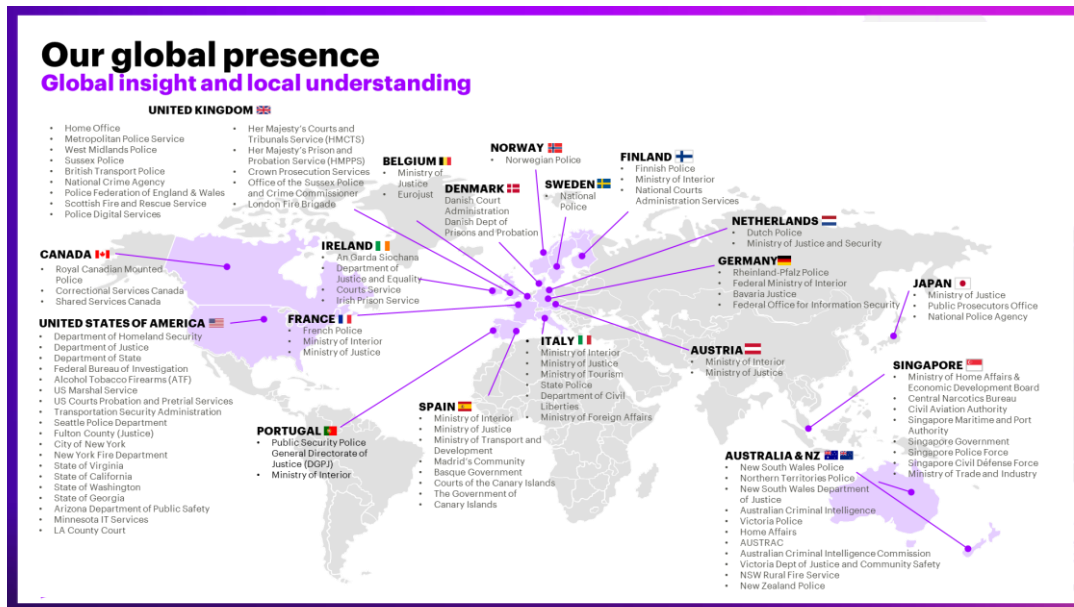 Our global presence
Global insight and local understanding
UNITED KINGDOM
• Home Office
• Metropolitan Police Service
• West Midlands Police
• Sussex Police
• British Transport Police
• National Crime Agency
• Police Federation of England & Wales
• Scottish Fire and Rescue Service
• Police Digital Services
• Her Majesty's Courts and
Tribunals Service (HMCTS)
• Her Majesty's Prison and
Probation Service (HMPPS)
• Crown Prosecution Services
• Office of the Sussex Police
and Crime Commissioner
• London Fire Brigade
BELGIUM
• Ministry of
Justice
• Eurojust
NORWAY
• Norwegian Police
DENMARK
Danish Court
Administration
Danish Dept of
Prisons and Probation
SWEDEN
• National
Police
FINLAND
• Finnish Police
• Ministry of Interior
• National Courts
Administration Services
NETHERLANDS
• Dutch Police
• Ministry of Justice and Security
CANADA
• Royal Canadian Mounted
Police
• Correctional Services Canada
• Shared Services Canada
IRELAND
• An Garda Siochana
• Department of
Justice and Equality
• Courts Service
• Irish Prison Service
GERMANY
• Rheinland-Pfalz Police
• Federal Ministry of Interior
• Bavaria Justice
• Federal Office for Information Security
JAPAN
• Ministry of Justice
• Public Prosecutors Office
• National Police Agency
UNITED STATES OF AMERICA
• Department of Homeland Security
• Department of Justice
• Department of State
• Federal Bureau of Investigation
• Alcohol Tobacco Firearms (ATF)
• US Marshal Service
• US Courts Probation and Pretrial Services
• Transportation Security Administration
• Seattle Police Department
• Fulton County (Justice)
• City of New York
• New York Fire Department
• State of Virginia
• State of California
• State of Washington
• State of Georgia
• Arizona Department of Public Safety
• Minnesota IT Services
• LA County Court
FRANCE
• French Police
• Ministry of Interior
• Ministry of Justice
ITALY
• Ministry of Interior
• Ministry of Justice
• Ministry of Tourism
• State Police
• Department of Civil
Liberties
• Ministry of Foreign Affairs
AUSTRIA
• Ministry of Interior
• Ministry of Justice
SINGAPORE
• Ministry of Home Affairs &
Economic Development Board
• Central Narcotics Bureau
• Civil Aviation Authority
• Singapore Maritime and Port
Authority
• Singapore Government
• Singapore Police Force
• Singapore Civil Défense Force
• Ministry of Trade and Industry
PORTUGAL
• Public Security Police
General Directorate of
Justice (DGPJ)
• Ministry of Interior
SPAIN
• Ministry of Interior
• Ministry of Justice
• Ministry of Transport and
Development
• Madrid's Community
• Basque Government
• Courts of the Canary Islands
• The Government of
Canary Islands
AUSTRALIA & NZ
• New South Wales Police
• Northern Territories Police
• New South Wales Department
of Justice
• Australian Criminal Intelligence
• Victoria Police
• Home Affairs
• AUSTRAC
• Australian Criminal Intelligence Commission
• Victoria Dept of Justice and Community Safety
• NSW Rural Fire Service
• New Zealand Police